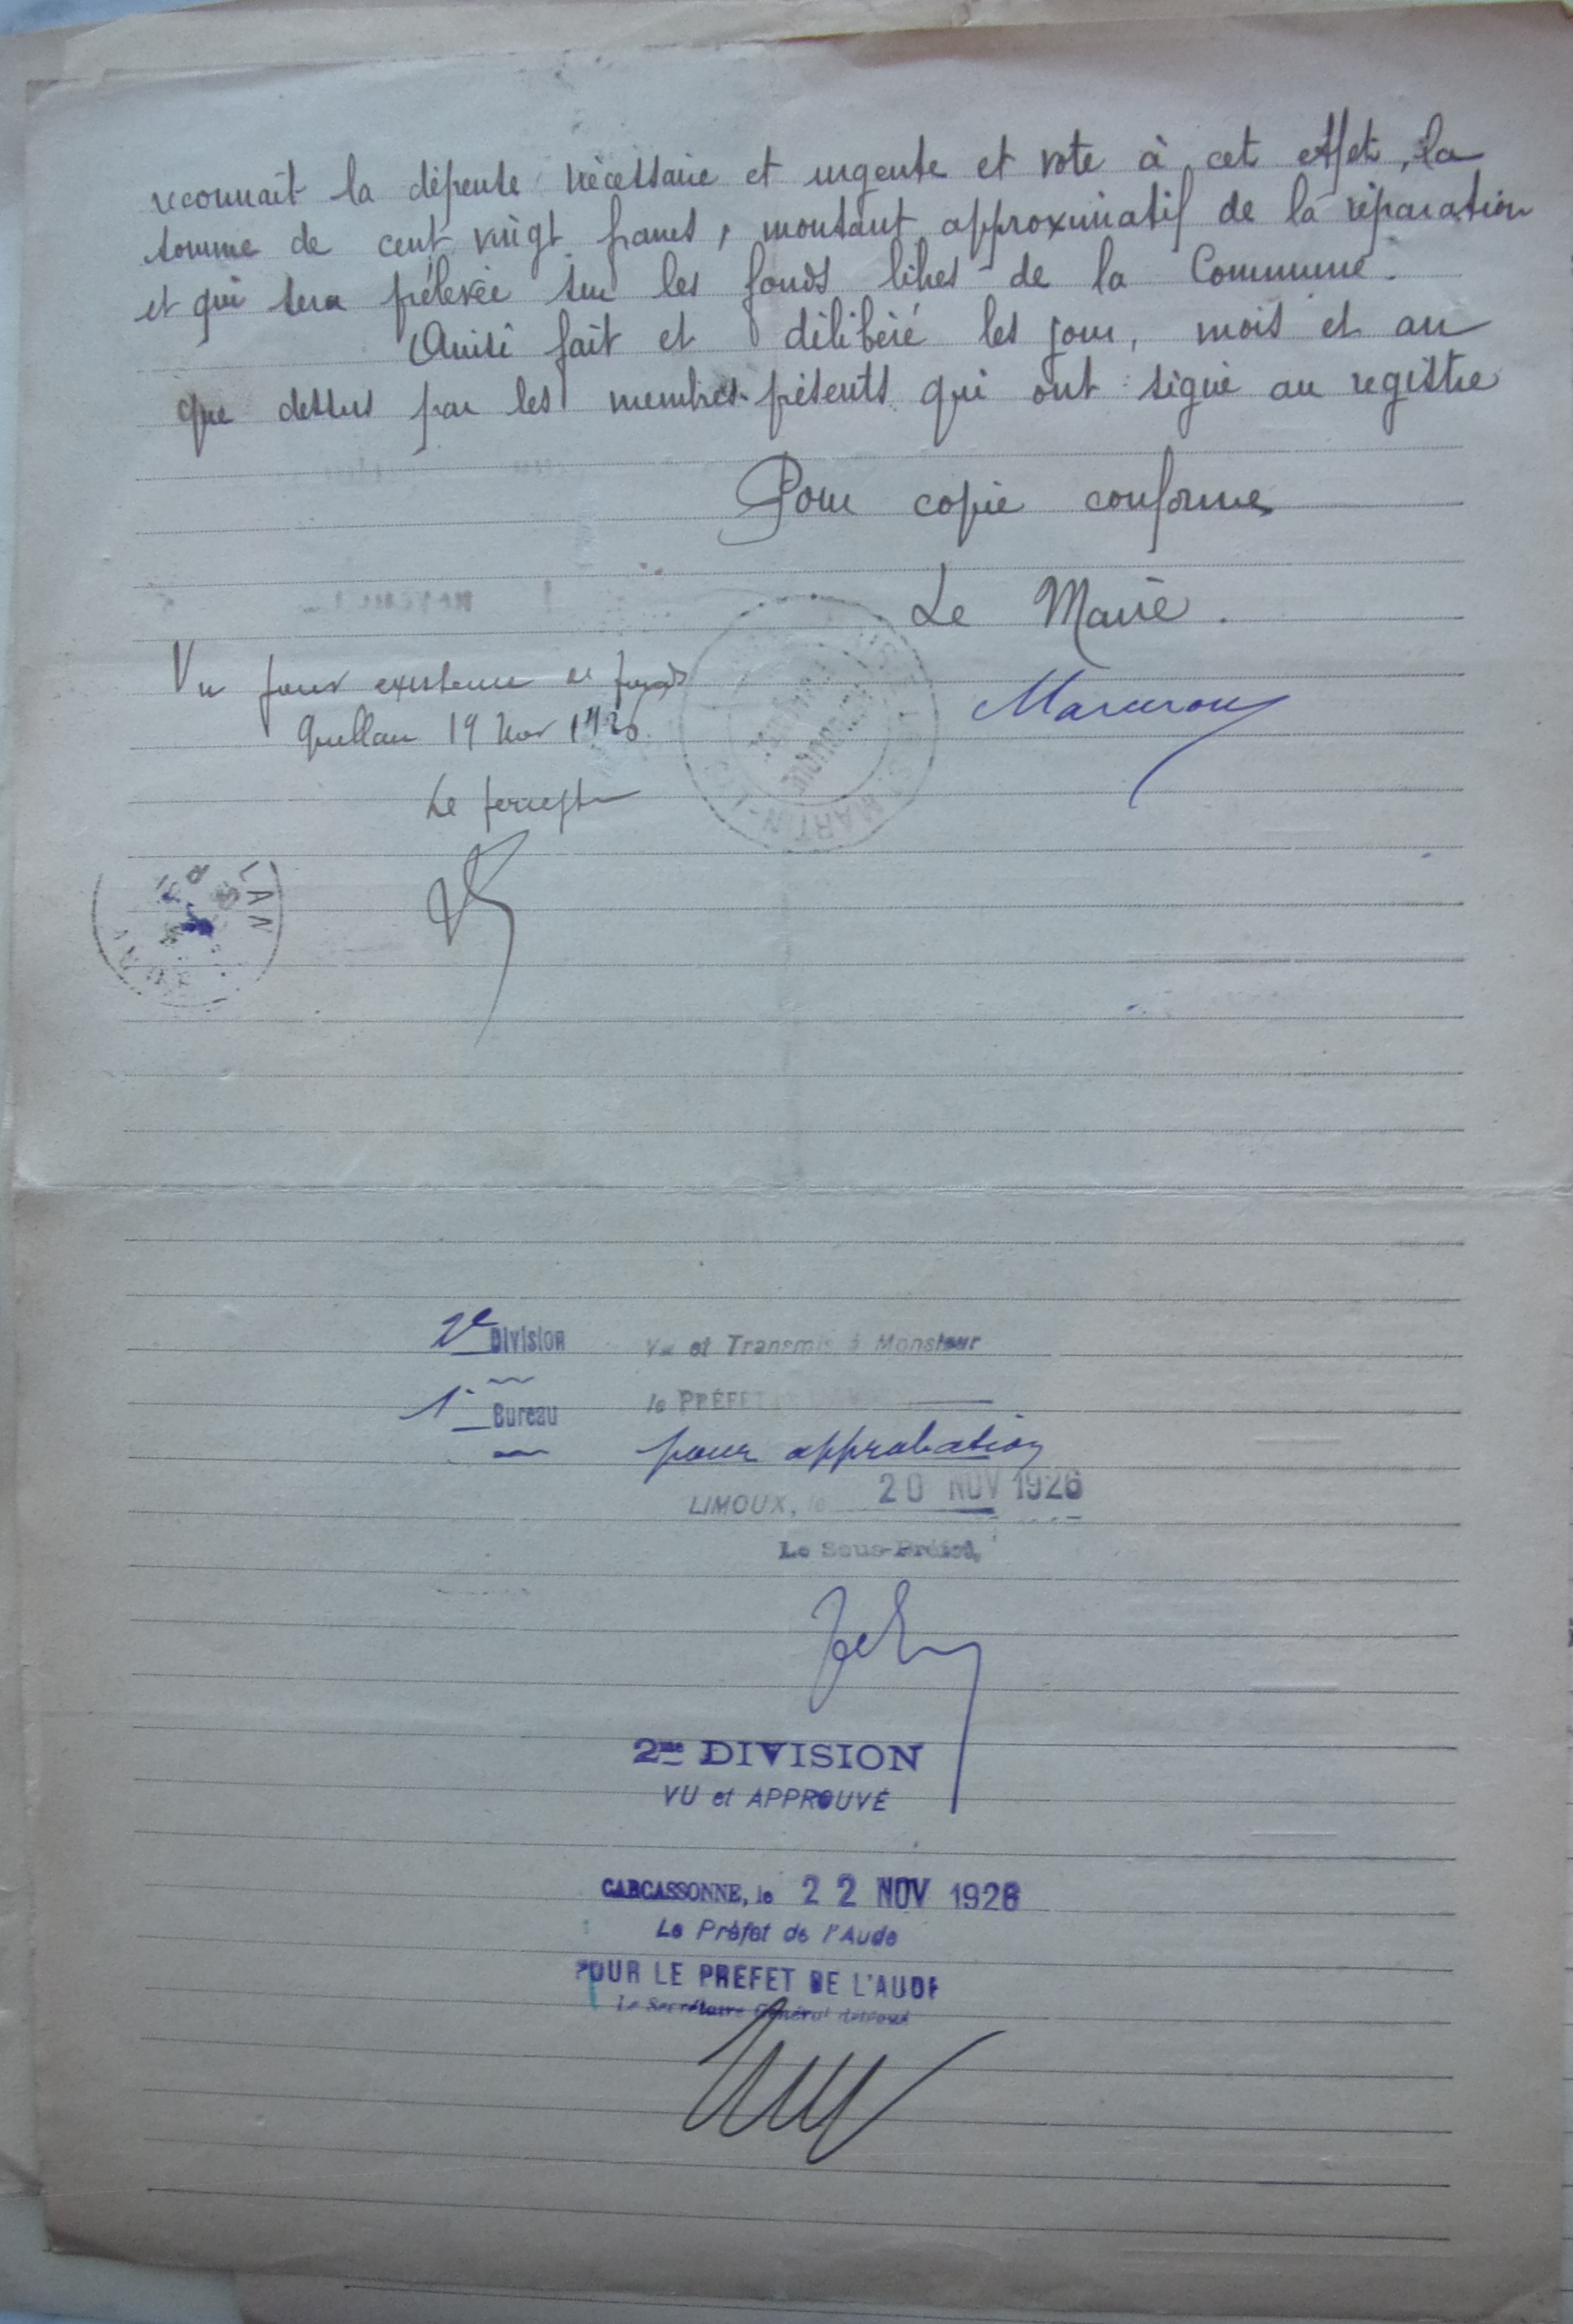 reconnaît la dépense nécessaire et urgente et vote à cet effet, la
somme de cent vingt francs, montant approximatif de la réparation
et qui sera prélevée sur les fonds libres de la Commune.
Ainsi fait et délibéré les jour, mois et an
que dessus par les membres présents qui ont signé au registre
Pour copie conforme
Le Maire.
Vu pour existence de fonds
Quillan 19 Nov 1926
Le percepteur
Marcerou
MARTIN-L
LAN
2e Division
Vu et Transmis à Monsieur
1r Bureau
le PRÉFET
pour approbation
LIMOUX, le 20 NOV 1926
Le Sous-Préfet,
2me DIVISION
VU et APPROUVÉ
CARCASSONNE, le 22 NOV 1926
Le Préfet de l'Aude
POUR LE PREFET DE L'AUDE
Le Secrétaire Général délégué